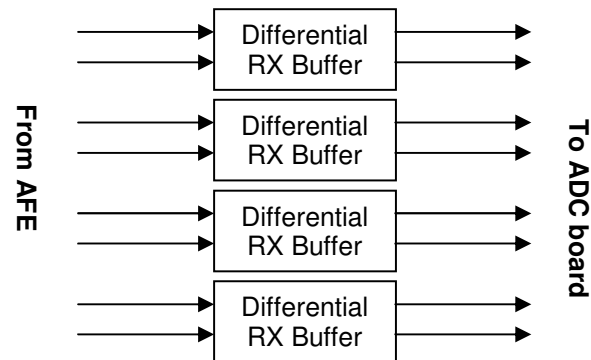 From AFE
Differential
RX Buffer
Differential
RX Buffer
Differential
RX Buffer
Differential
RX Buffer
To ADC board